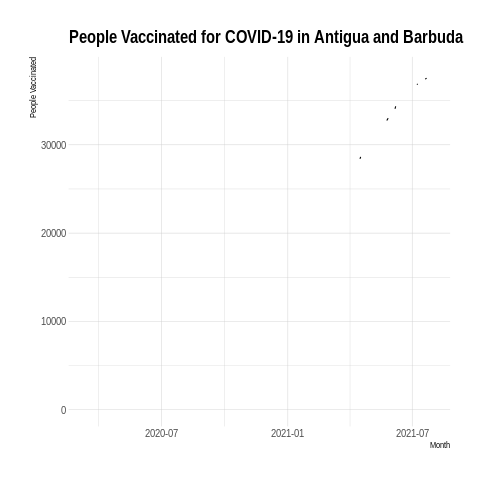 People Vaccinated for COVID-19 in Antigua and Barbuda
People Vaccinated
30000
20000
10000
0
2020-07 2021-01 2021-07
Month